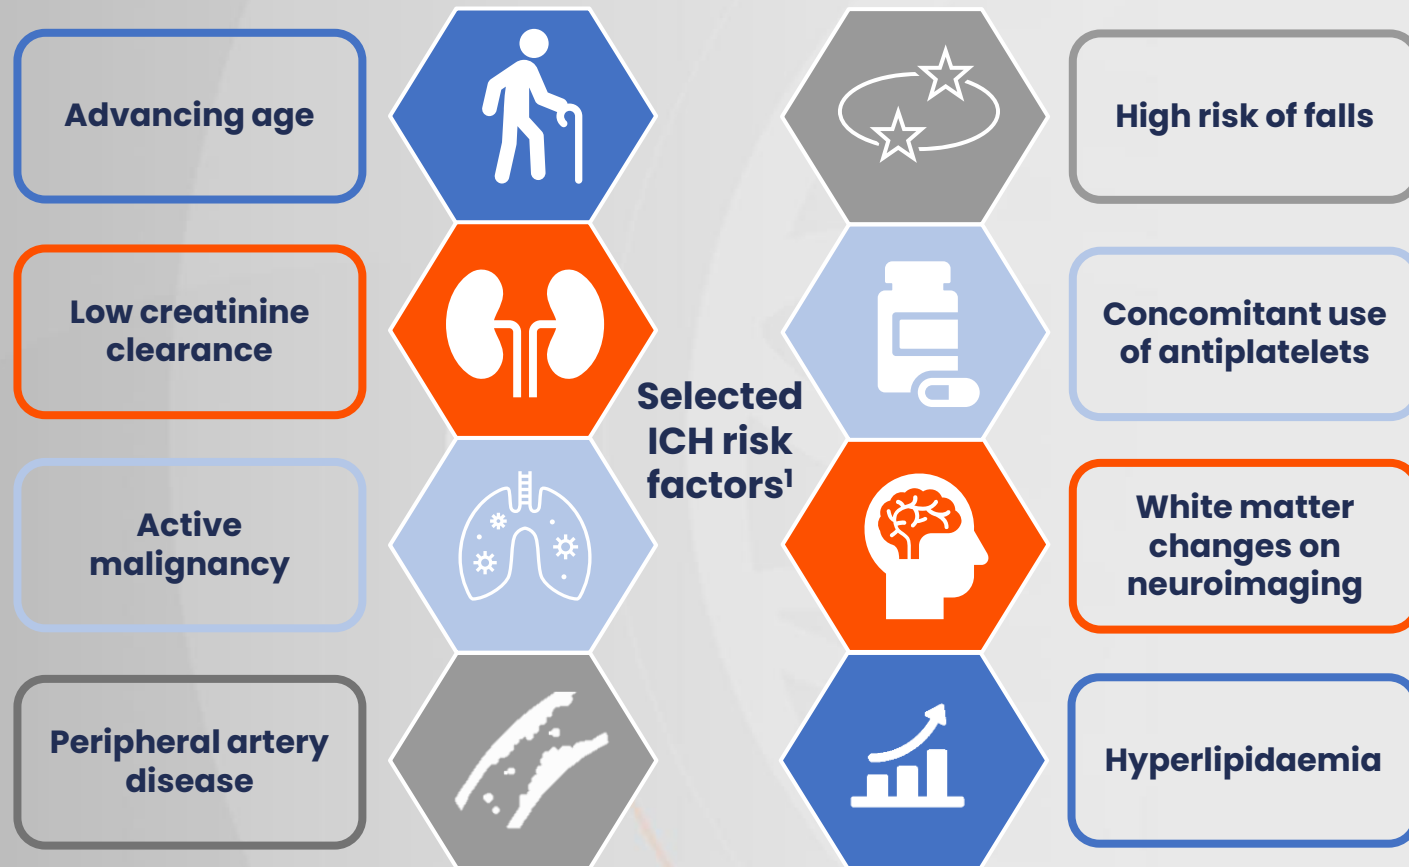 Advancing age
Low creatinine
clearance
Active
malignancy
Peripheral artery
disease
Selected
ICH risk
factors¹
High risk of falls
Concomitant use
of antiplatelets
White matter
changes on
neuroimaging
Hyperlipidaemia